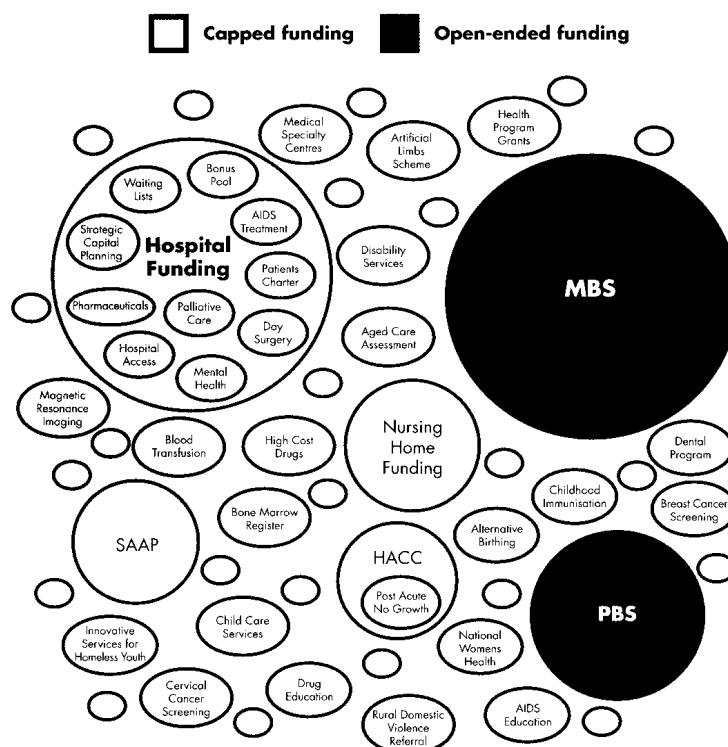 Capped funding
Open-ended funding
Medical
Specialty
Centres
Artificial
Limbs
Scheme
Health
Program
Grants
Waiting
Lists
Bonus
Pool
AIDS
Treatment
Strategic
Capital
Planning
Hospital
Funding
Patients
Charter
Disability
Services
MBS
Pharmaceuticals
Palliative
Care
Day
Surgery
Hospital
Access
Mental
Health
Aged Care
Assessment
Magnetic
Resonance
Imaging
Blood
Transfusion
High Cost
Drugs
Nursing
Home
Funding
Dental
Program
Childhood
Immunisation
Breast Cancer
Screening
Bone Marrow
Register
Alternative
Birthing
SAAP
HACC
Post Acute
No Growth
PBS
Innovative
Services for
Homeless Youth
Child Care
Services
National
Womens
Health
Cervical
Cancer
Screening
Drug
Education
Rural Domestic
Violence
Referral
AIDS
Education